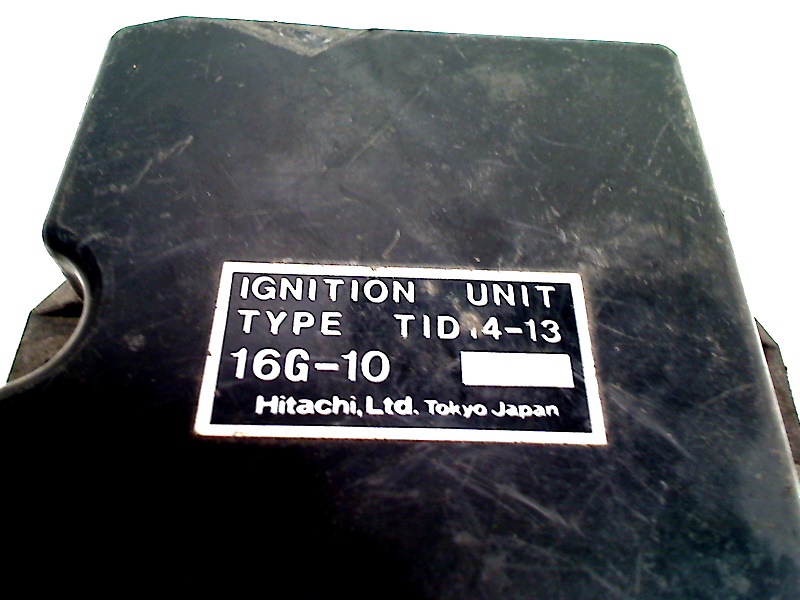 IGNITION UNIT
TYPE TID14-13
16G-10
Hitachi, Ltd. Tokyo Japan